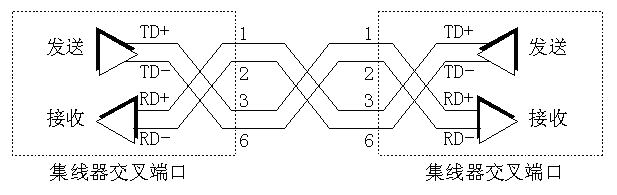 TD+ 1 1 TD+
发送 发送
TD- 2 2 TD-
RD+ 3 3 RD+
接收 接收
RD- 6 6 RD-
集线器交叉端口 集线器交叉端口